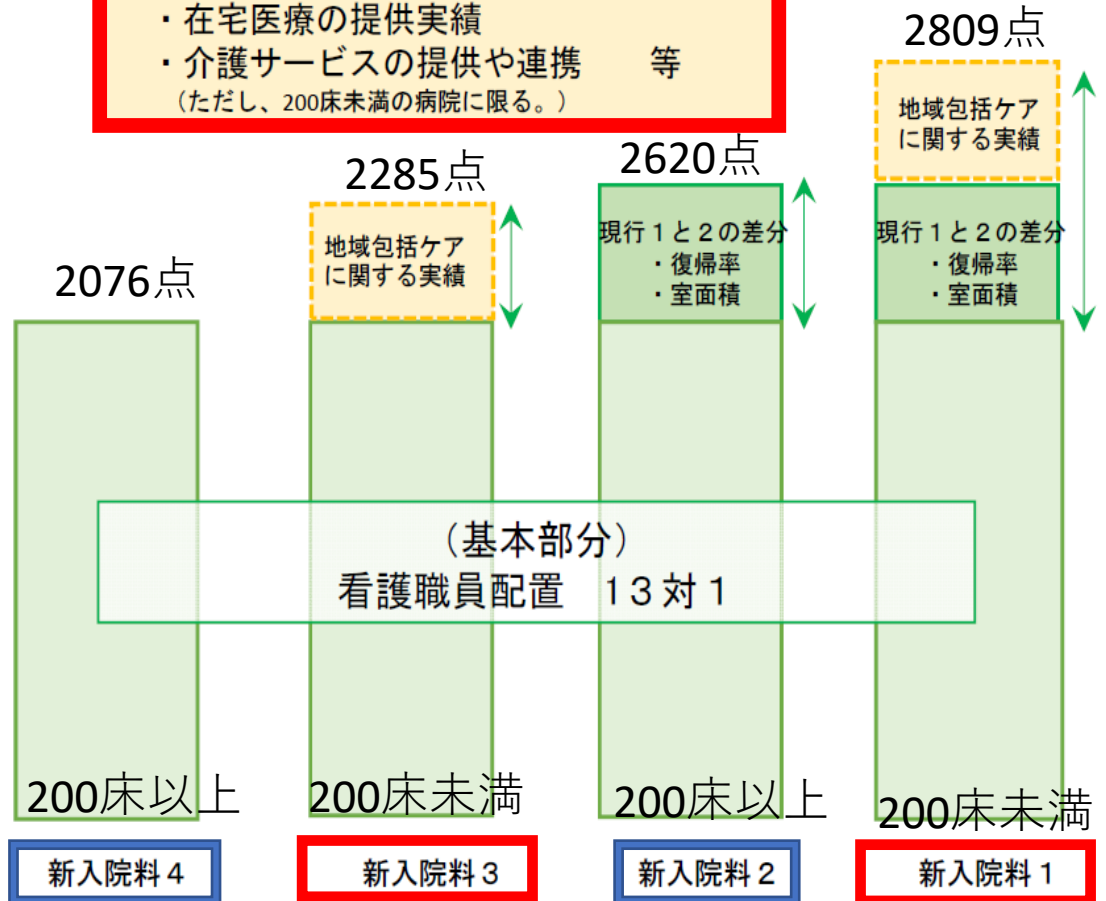 ・在宅医療の提供実績
・介護サービスの提供や連携　等
（ただし、200床未満の病院に限る。）
2809点
地域包括ケア
に関する実績
2620点
2285点
現行１と２の差分
・復帰率
・室面積
現行１と２の差分
・復帰率
・室面積
地域包括ケア
に関する実績
2076点
（基本部分）
看護職員配置　１３対１
200床以上
200床未満
200床以上
200床未満
新入院料４
新入院料３
新入院料２
新入院料１